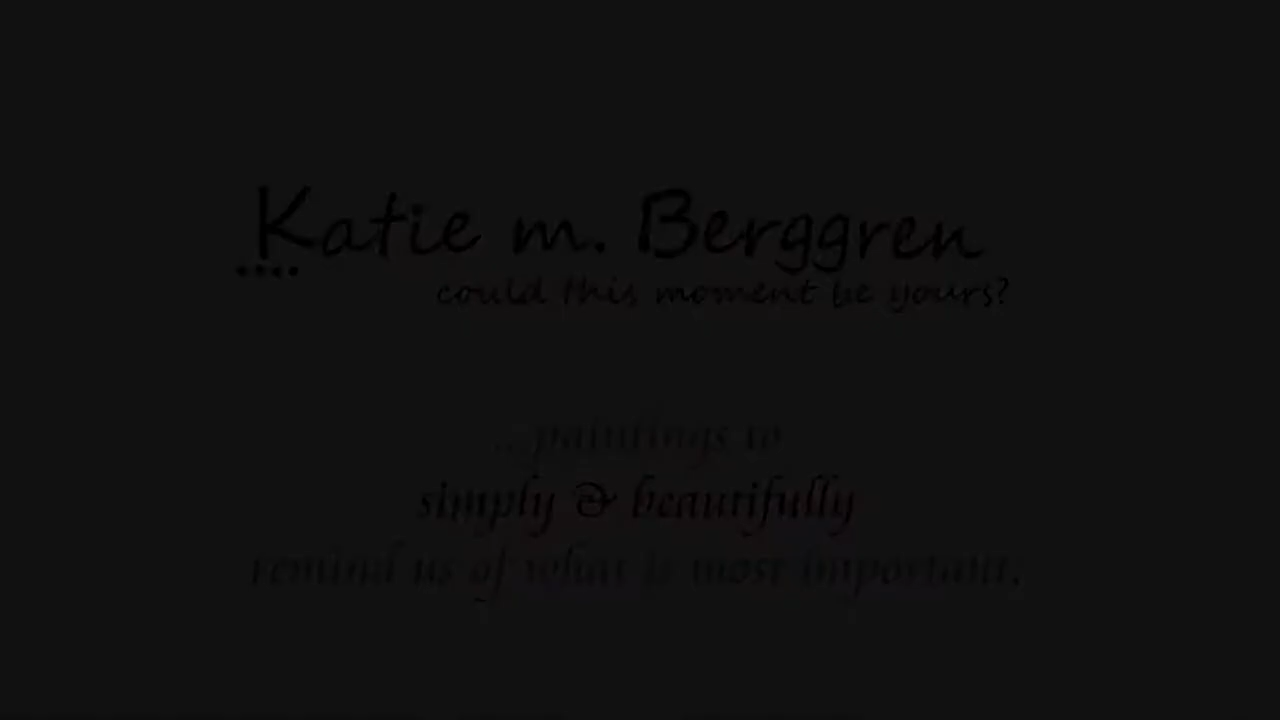 Katie m. Berggren
....
could this moment be yours?
...paintings to
simply & beautifully
remind us of what is most important.